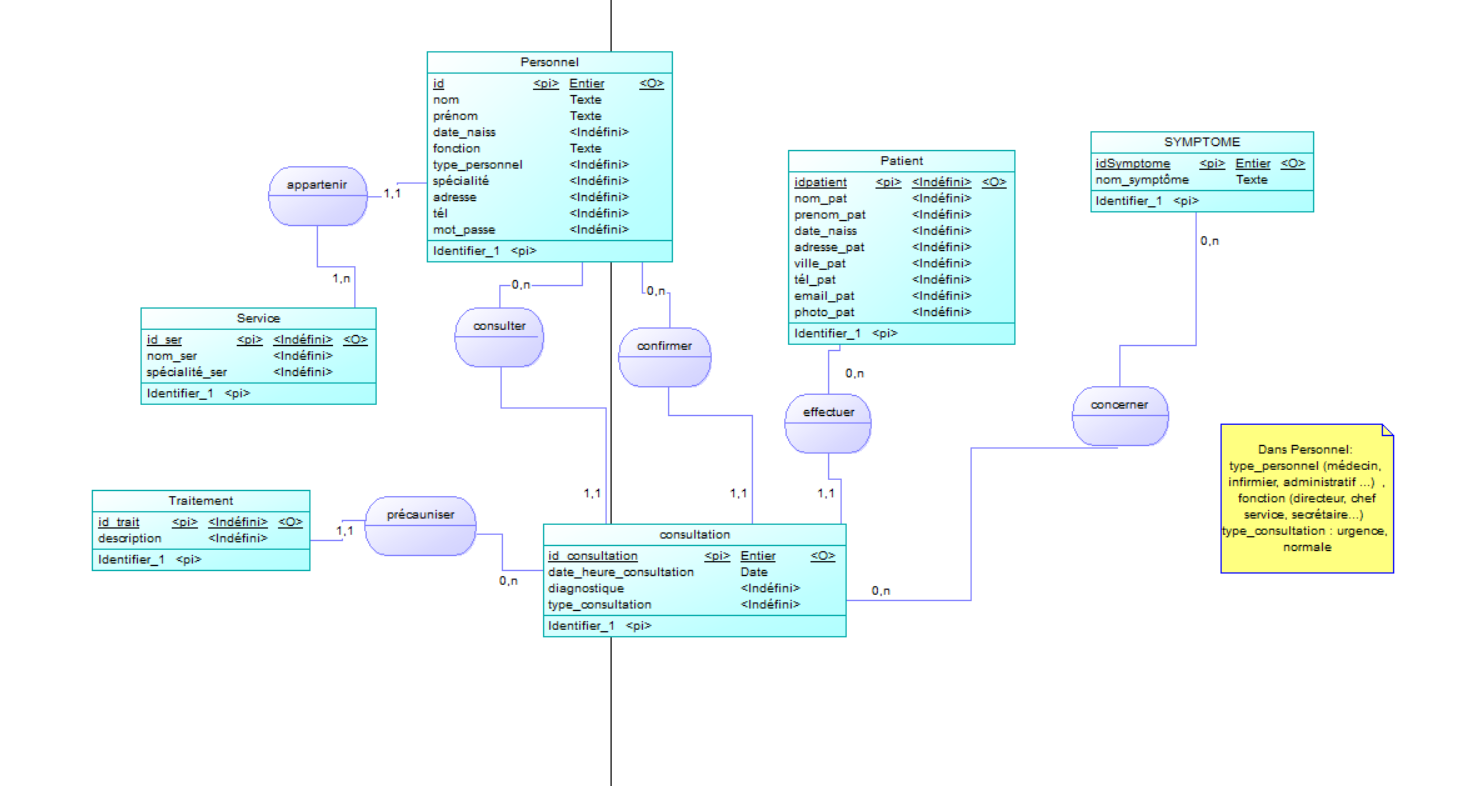 Personnel
id <pi> Entier <O>
nom Texte
prénom Texte
date_naiss <Indéfini>
fonction Texte
type_personnel <Indéfini>
spécialité <Indéfini>
adresse <Indéfini>
tél <Indéfini>
mot_passe <Indéfini>
Identifier_1 <pi>
SYMPTOME
idSymptome <pi> Entier <O>
nom_symptôme Texte
Identifier_1 <pi>
Patient
idpatient <pi> <Indéfini> <O>
nom_pat <Indéfini>
prenom_pat <Indéfini>
date_naiss <Indéfini>
adresse_pat <Indéfini>
ville_pat <Indéfini>
tél_pat <Indéfini>
email_pat <Indéfini>
photo_pat <Indéfini>
Identifier_1 <pi>
appartenir
1,1
1,n
0,n
0,n
0,n
Service
id_ser <pi> <Indéfini> <O>
nom_ser <Indéfini>
spécialité_ser <Indéfini>
Identifier_1 <pi>
consulter
confirmer
0,n
effectuer
concerner
Dans Personnel:
type_personnel (médecin,
infirmier, administratif ...) ,
fonction (directeur, chef
service, secrétaire...)
type_consultation : urgence,
normale
Traitement
id_trait <pi> <Indéfini> <O>
description <Indéfini>
Identifier_1 <pi>
1,1
précauniser
0,n
1,1
1,1
1,1
consultation
id_consultation <pi> Entier <O>
date_heure_consultation Date
diagnostique <Indéfini>
type_consultation <Indéfini>
Identifier_1 <pi>
0,n